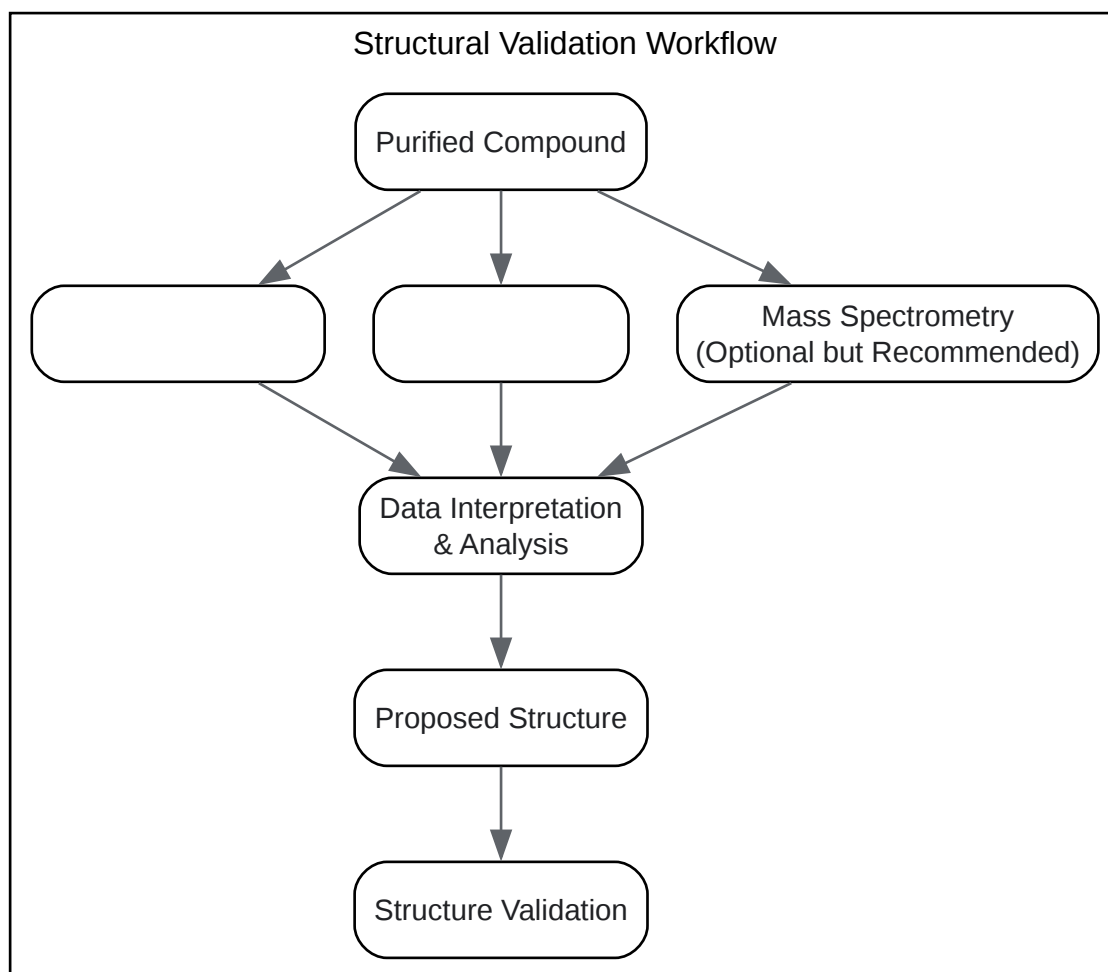 Structural Validation Workflow
Purified Compound
Mass Spectrometry
(Optional but Recommended)
Data Interpretation
& Analysis
Proposed Structure
Structure Validation